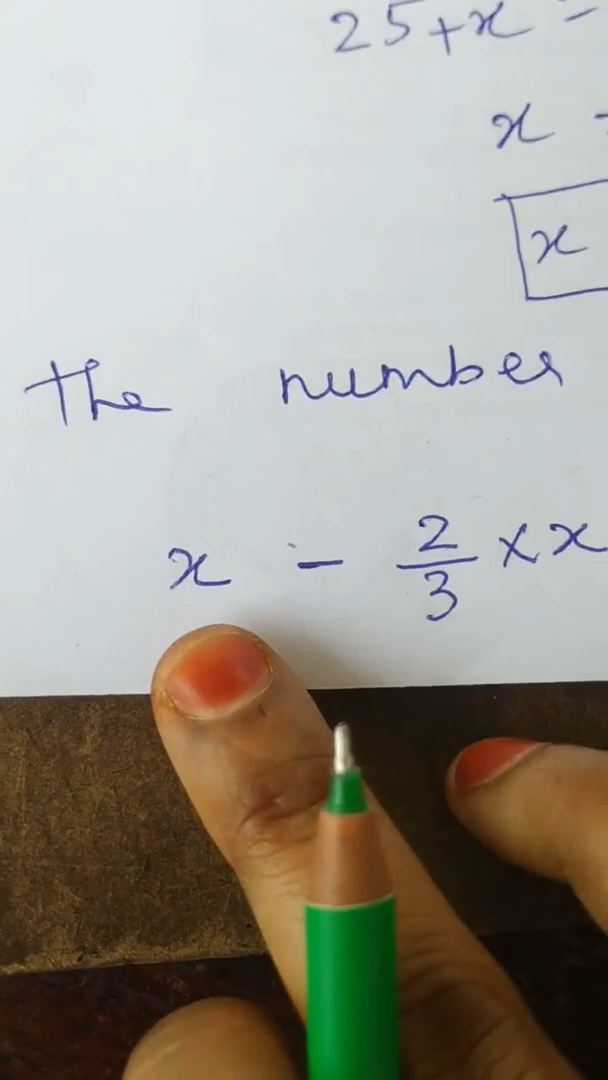 25+x =
x
x
the number
x - 2/3 × x